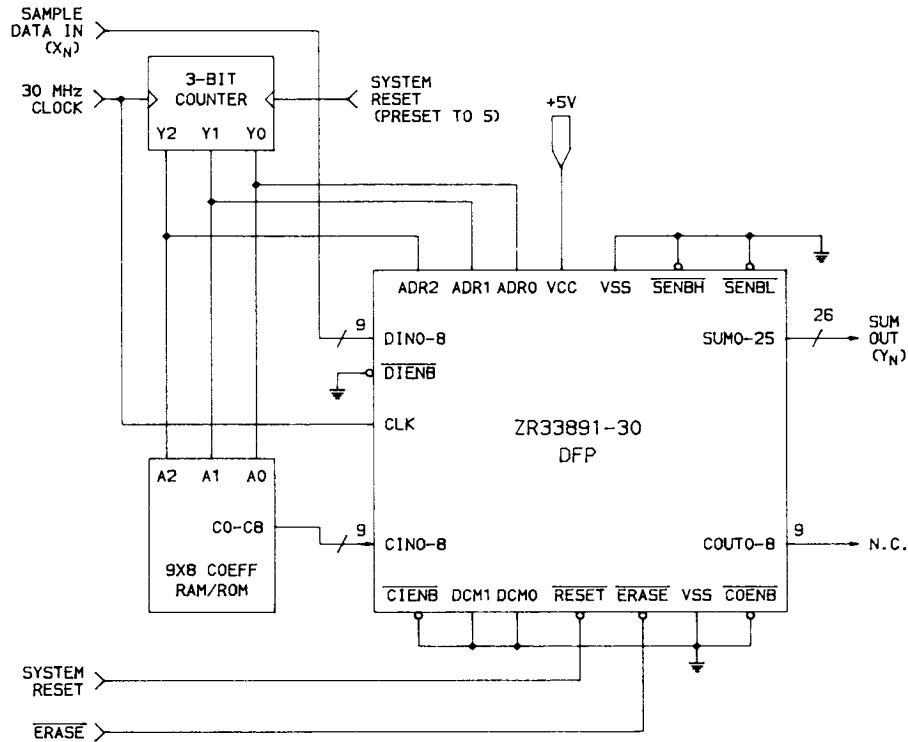 SAMPLE
DATA IN
(XN)
30 MHz
CLOCK
3-BIT
COUNTER
Y2 Y1 Y0
SYSTEM
RESET
(PRESET TO 5)
+5V
ADR2 ADR1 ADR0 VCC VSS SENBH SENBL
9
DIN0-8
DIENB
CLK
ZR33891-30
DFP
SUM0-25
26
SUM
OUT
(YN)
A2 A1 A0
C0-C8
9X8 COEFF
RAM/ROM
9
CIN0-8
COUT0-8
9
N.C.
CIENB DCM1 DCM0 RESET ERASE VSS COENB
SYSTEM
RESET
ERASE